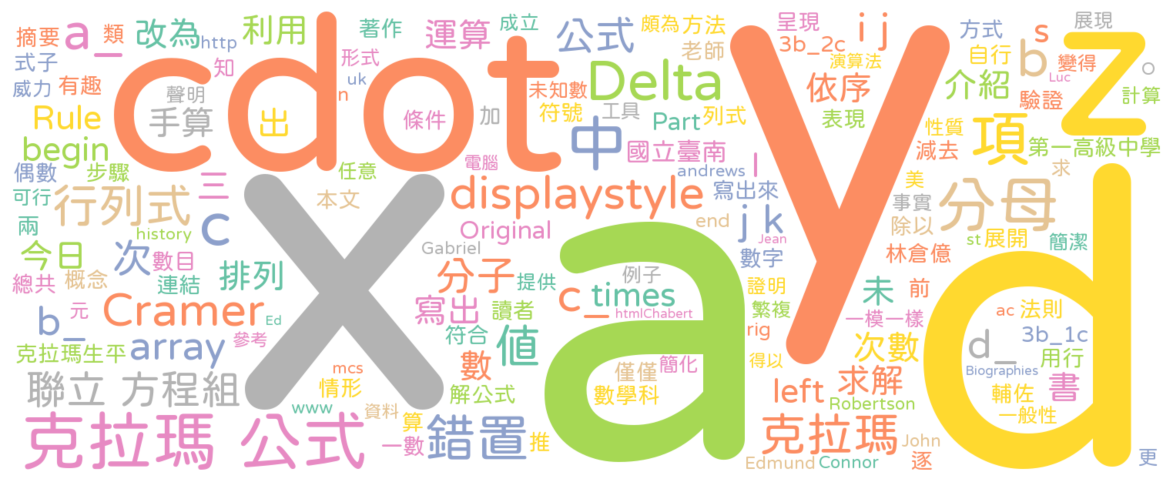 摘要 a_ 類 改為 http 利用 著作 運算 成立 公式 頗為 方法 呈現 i j 方式 s 展現
式子 知 形式 老師 3b_2c 演算法 自行 b 變得 。
威力 有趣 聲明 cdot uk 未知數 Delta y 依序 介紹 Luc z
Rule 手算 出 n 條件 加 符號 工具 Part 列式 表現 驗證 計算
begin 電腦 中 國立臺南 l 性質 減去 項 第一高級中學
偶數 步驟 三 任意 andrews 寫出來 美 求
可行 行列式 本文 displaystyle 事實 分母
兩 history c Original end j k 除以 st 展開 簡潔
今日 次 數目 Gabriel Jean 林倉億
總共 概念 連結 排列 x 分子 提供 例子 a 數字 d
b_ 元 Cramer Ed 寫出 讀者 c_ times 證明 未 前 ac 法則
參考 符合 值 htmlChabert 繁複 rig 一模一樣 3b_1c
克拉瑪生平 array mcs 數 簡化 得以 次數 d_ 用行
聯立 方程組 情形 解公式 僅僅 數學科 left 求解 Biographies 書
www 資料 Robertson 輔佐 一般性
克拉瑪 公式 算 一數 錯置 推 克拉瑪 John
Edmund Connor 逐 更